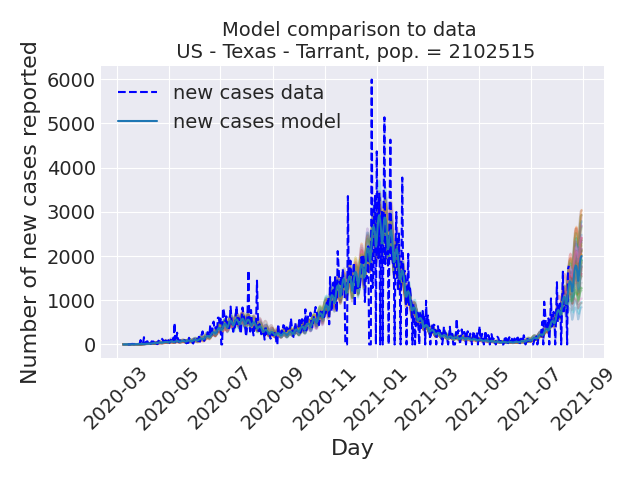 Model comparison to data
US - Texas - Tarrant, pop. = 2102515
Number of new cases reported
6000
5000
4000
3000
2000
1000
0
new cases data
new cases model
2020-03
2020-05
2020-07
2020-09
2020-11
2021-01
2021-03
2021-05
2021-07
2021-09
Day